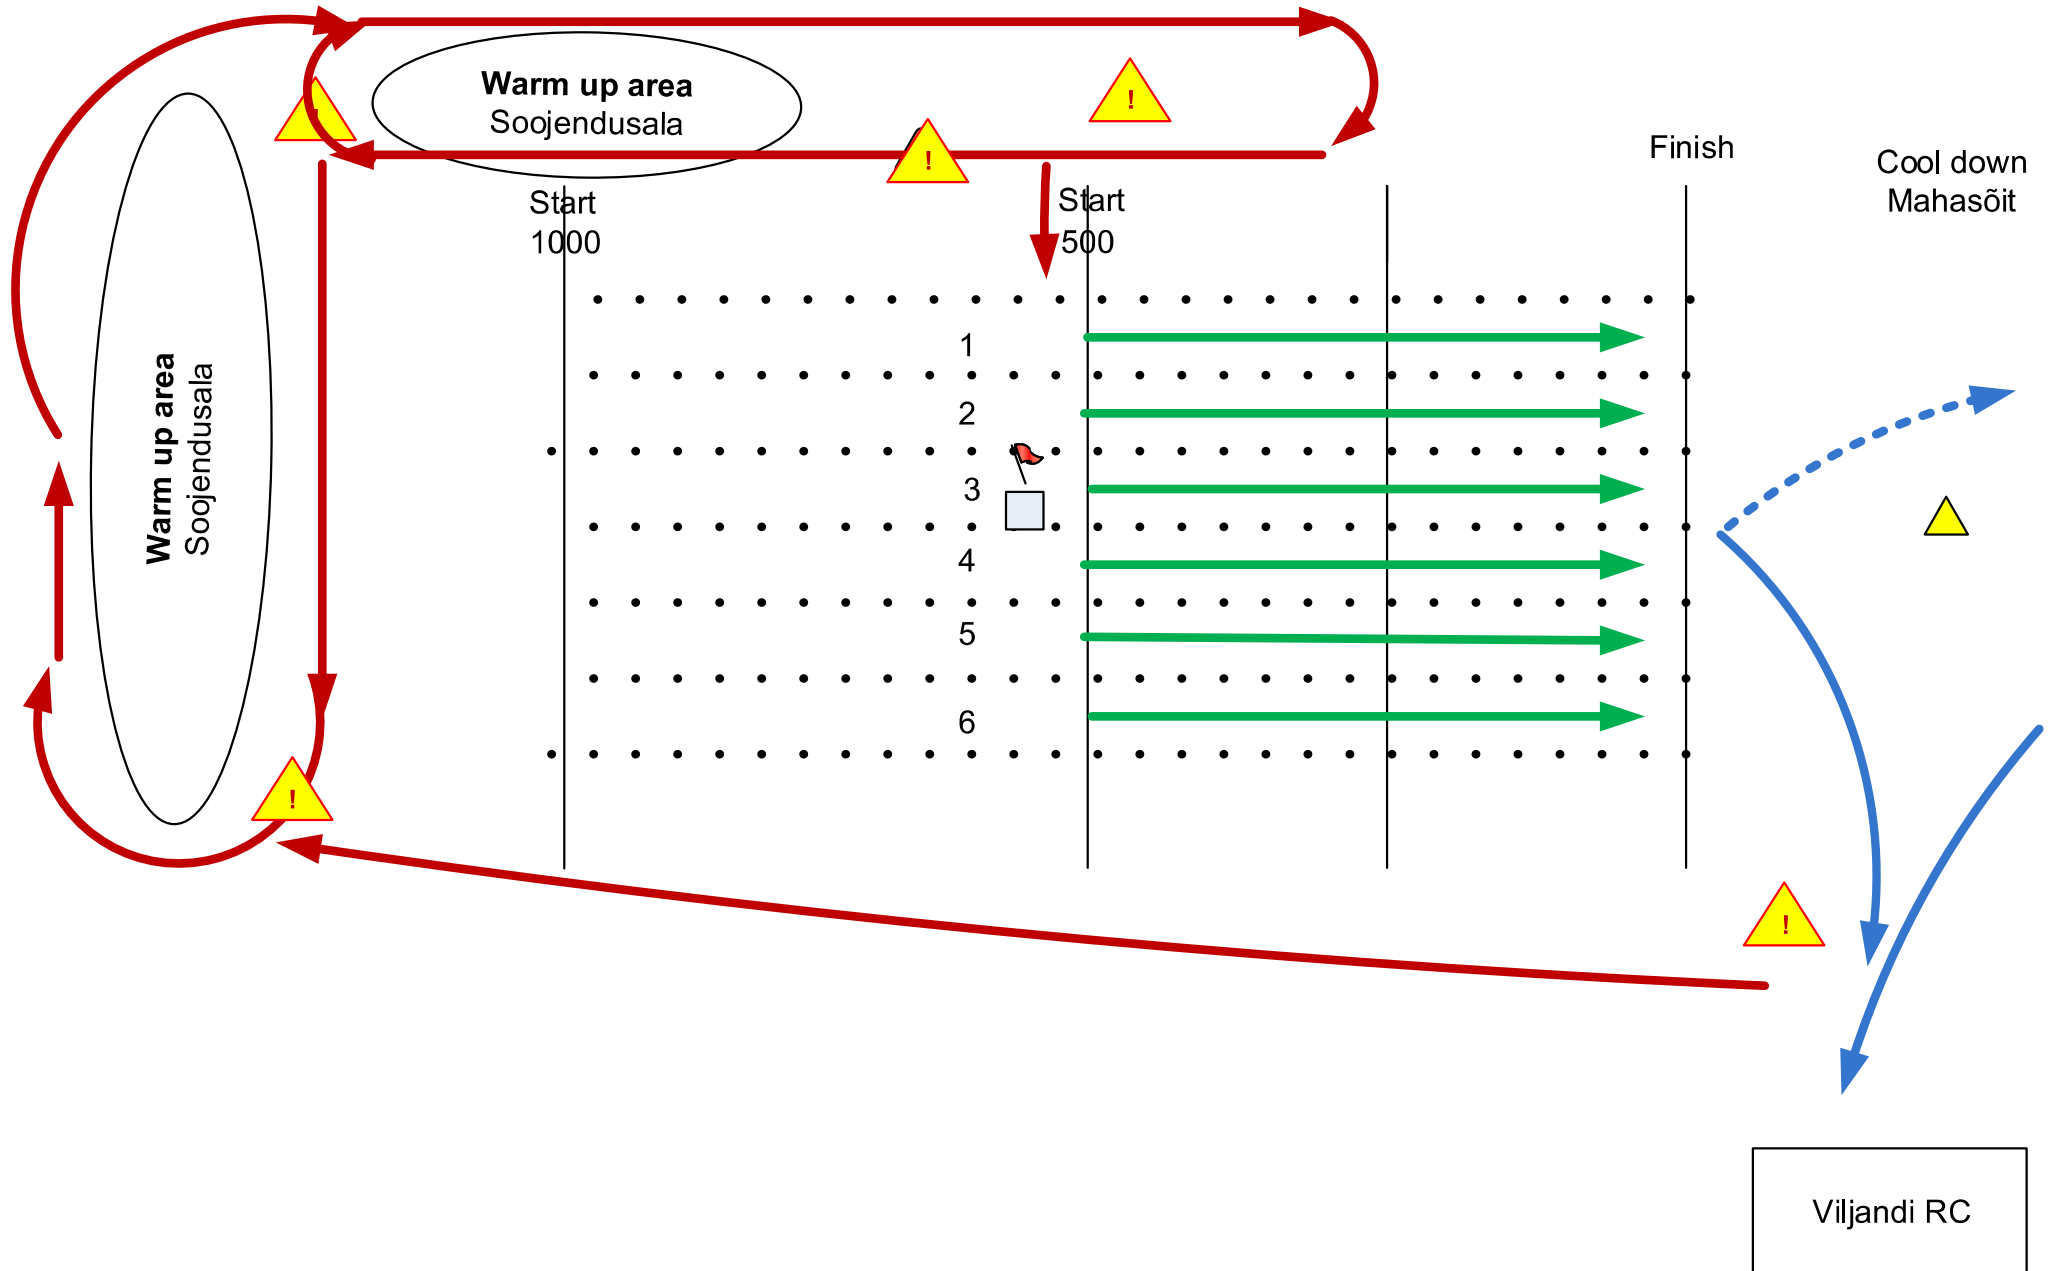 Warm up area
Soojendusala
!
!
!
Finish
Cool down
Mahasõit
Start
1000
Start
500
Warm up area
Soojendusala
1
2
3
4
5
6
!
!
Viljandi RC